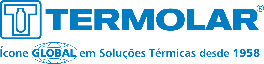 TERMOLAR®
Ícone GLOBAL em Soluções Térmicas desde 1958